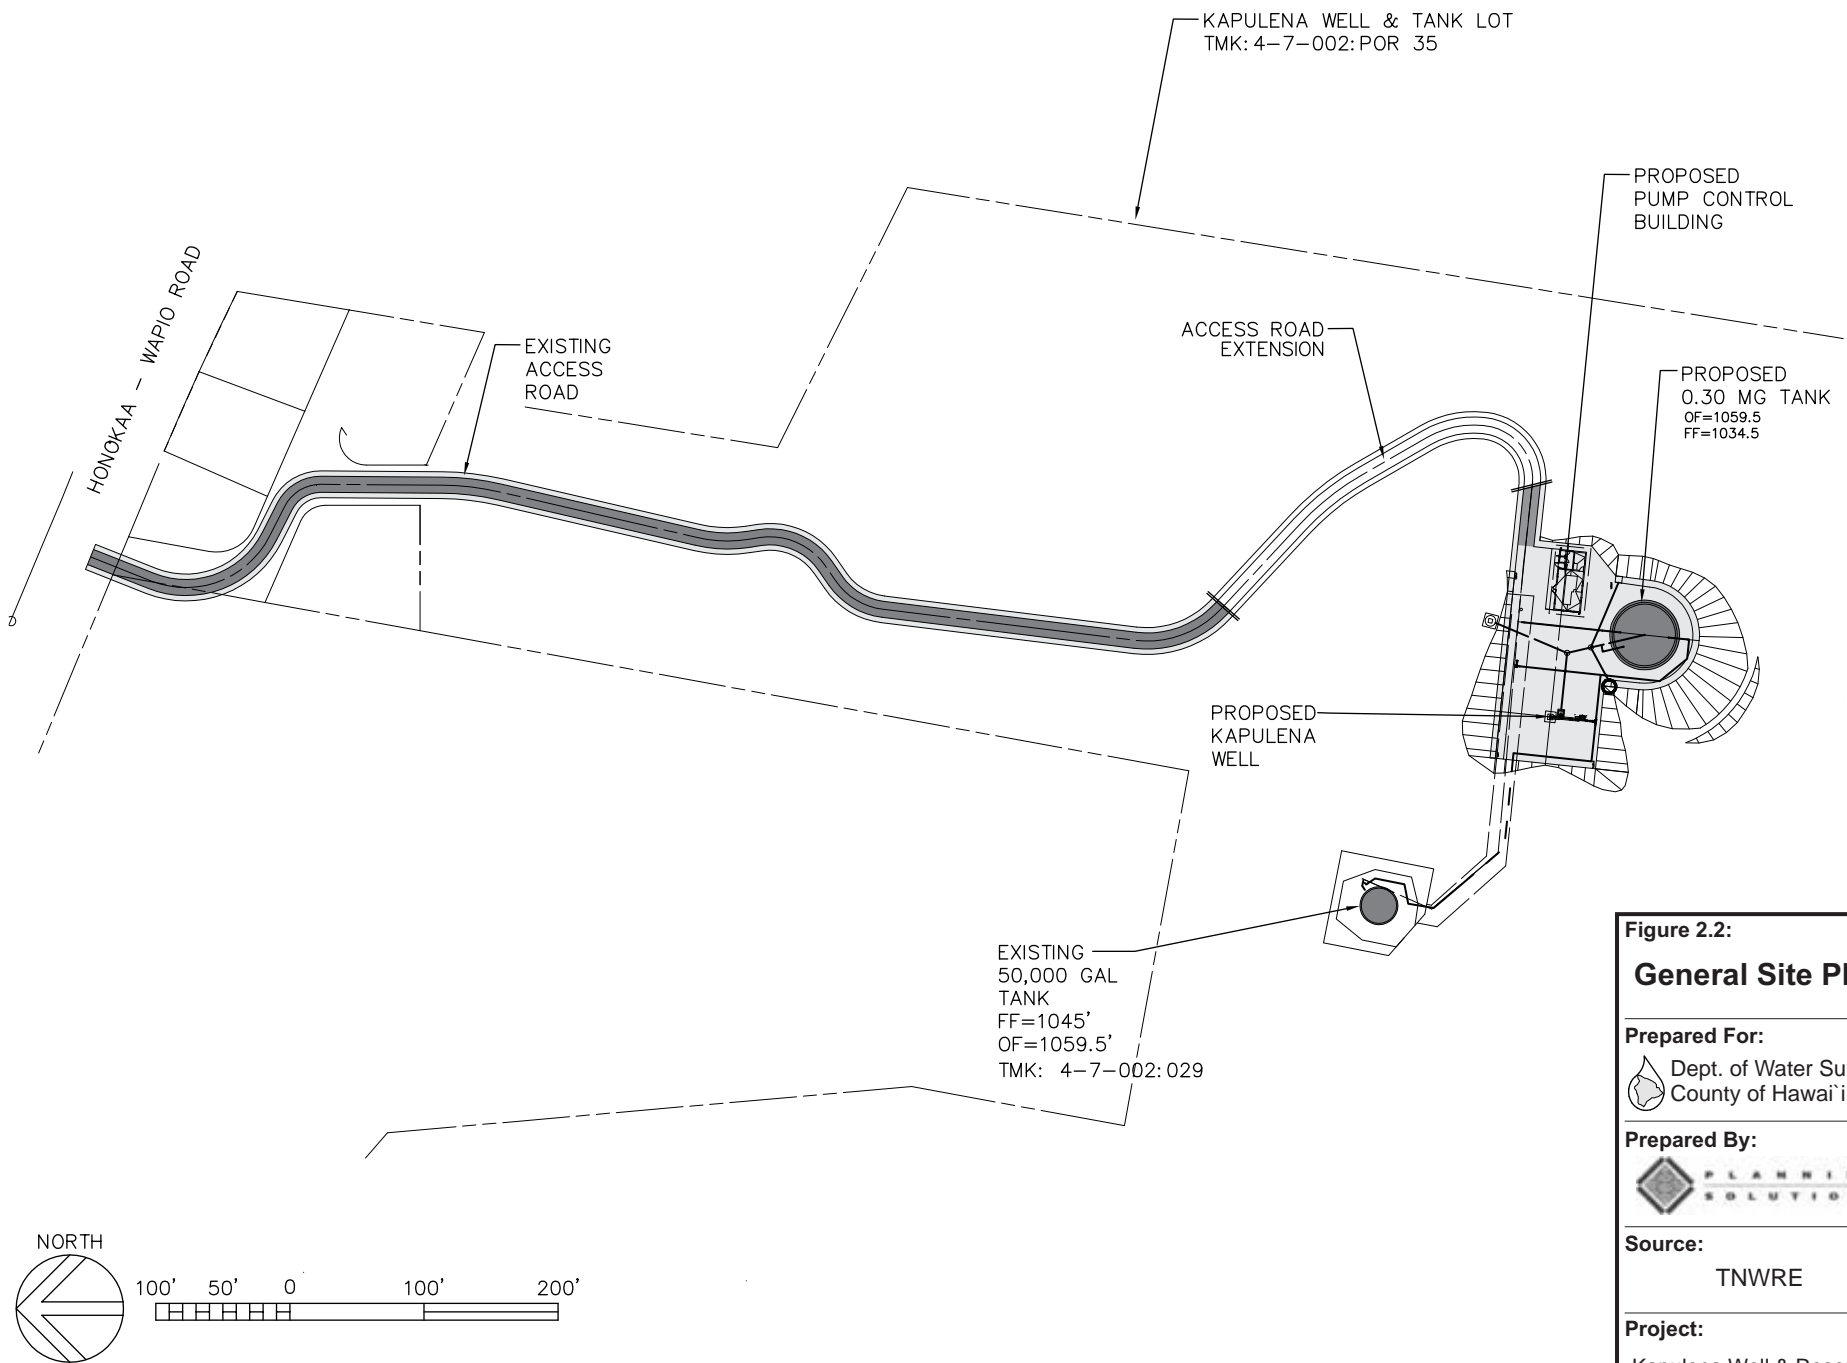 KAPULENA WELL & TANK LOT
TMK: 4-7-002: POR 35
PROPOSED
PUMP CONTROL
BUILDING
HONOKAA - WAPIO ROAD
EXISTING
ACCESS
ROAD
ACCESS ROAD
EXTENSION
PROPOSED
0.30 MG TANK
OF=1059.5
FF=1034.5
PROPOSED
KAPULENA
WELL
EXISTING
50,000 GAL
TANK
FF=1045'
OF=1059.5'
TMK: 4-7-002:029
NORTH
100' 50' 0 100' 200'
Figure 2.2:
General Site Pl
Prepared For:
Dept. of Water Su
County of Hawai`i
Prepared By:
PLANNI
SOLUTIO
Source:
TNWRE
Project: